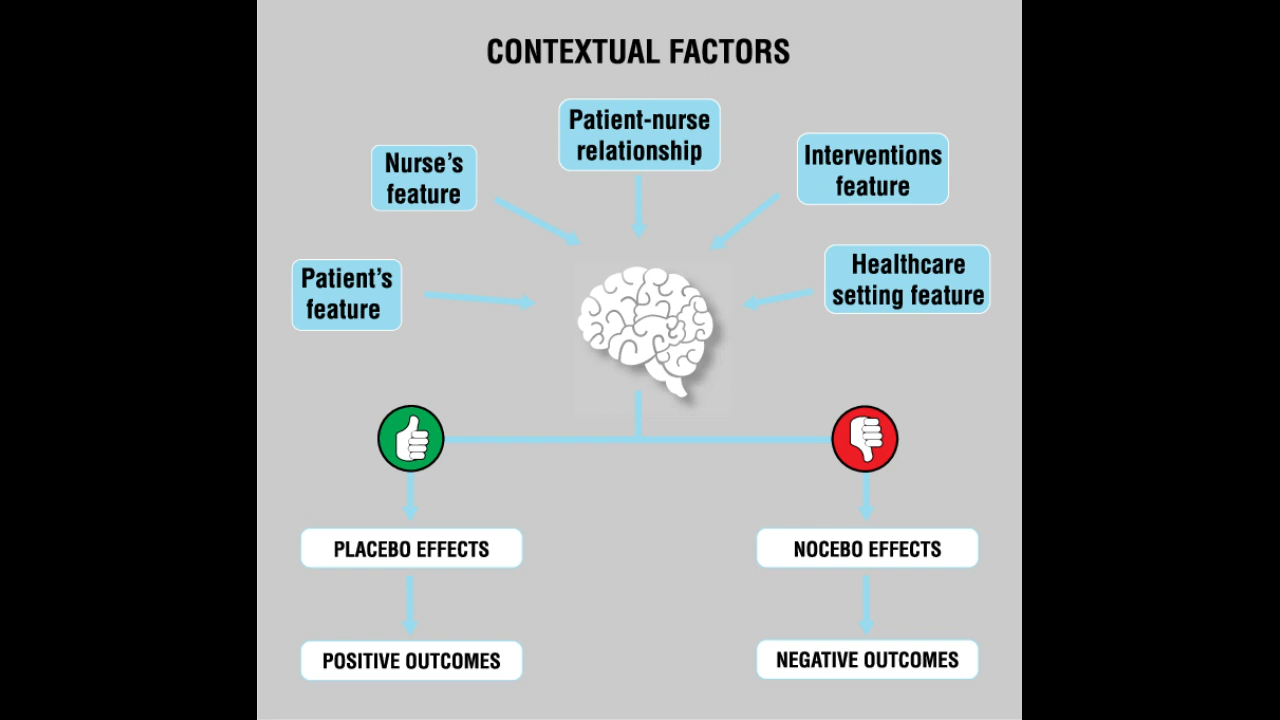 CONTEXTUAL FACTORS
Patient-nurse
relationship
Nurse's
feature
Interventions
feature
Patient's
feature
Healthcare
setting feature
PLACEBO EFFECTS
NOCEBO EFFECTS
POSITIVE OUTCOMES
NEGATIVE OUTCOMES